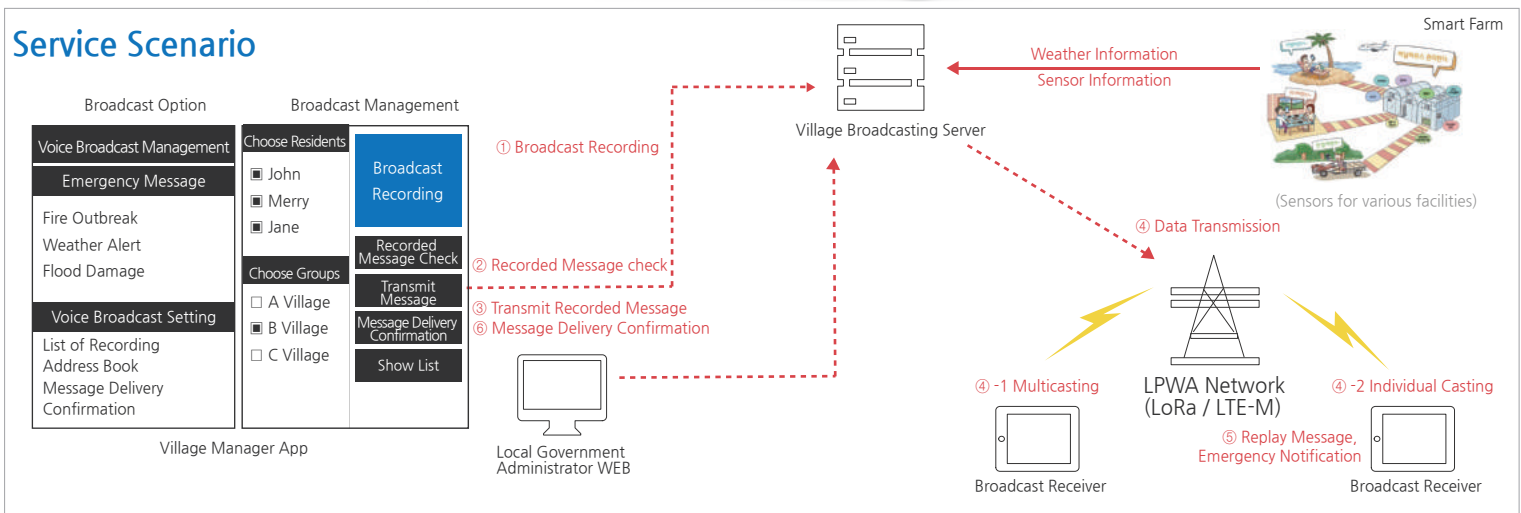 Service Scenario
Broadcast Option
Broadcast Management
Voice Broadcast Management
Emergency Message
Fire Outbreak
Weather Alert
Flood Damage
Voice Broadcast Setting
List of Recording
Address Book
Message Delivery
Confirmation
Choose Residents
▣ John
▣ Merry
▣ Jane
Choose Groups
□ A Village
▣ B Village
□ C Village
Broadcast
Recording
Recorded
Message Check
Transmit
Message
Message Delivery
Confirmation
Show List
Village Manager App
① Broadcast Recording
② Recorded Message check
③ Transmit Recorded Message
⑥ Message Delivery Confirmation
Local Government
Administrator WEB
Village Broadcasting Server
Weather Information
Sensor Information
Smart Farm
(Sensors for various facilities)
④ Data Transmission
LPWA Network
(LoRa / LTE-M)
④ -1 Multicasting
Broadcast Receiver
④ -2 Individual Casting
⑤ Replay Message,
Emergency Notification
Broadcast Receiver